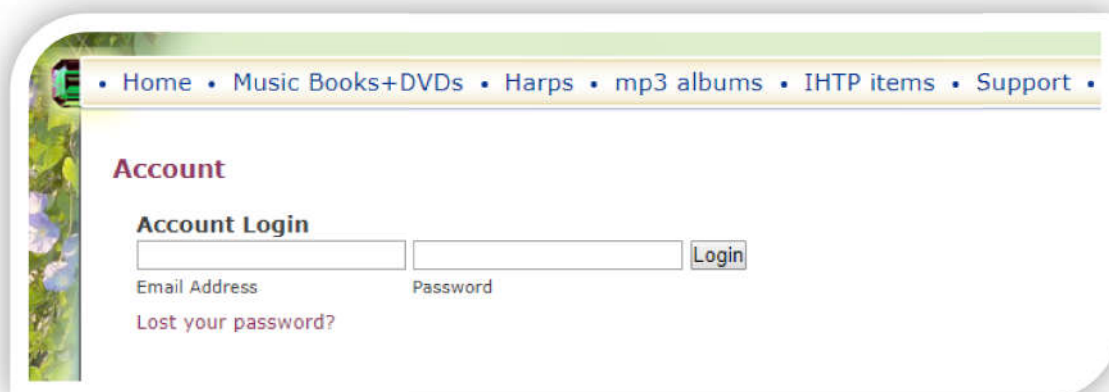 • Home • Music Books+DVDs • Harps • mp3 albums • IHTP items • Support •
Account
Account Login
Login
Email Address Password
Lost your password?